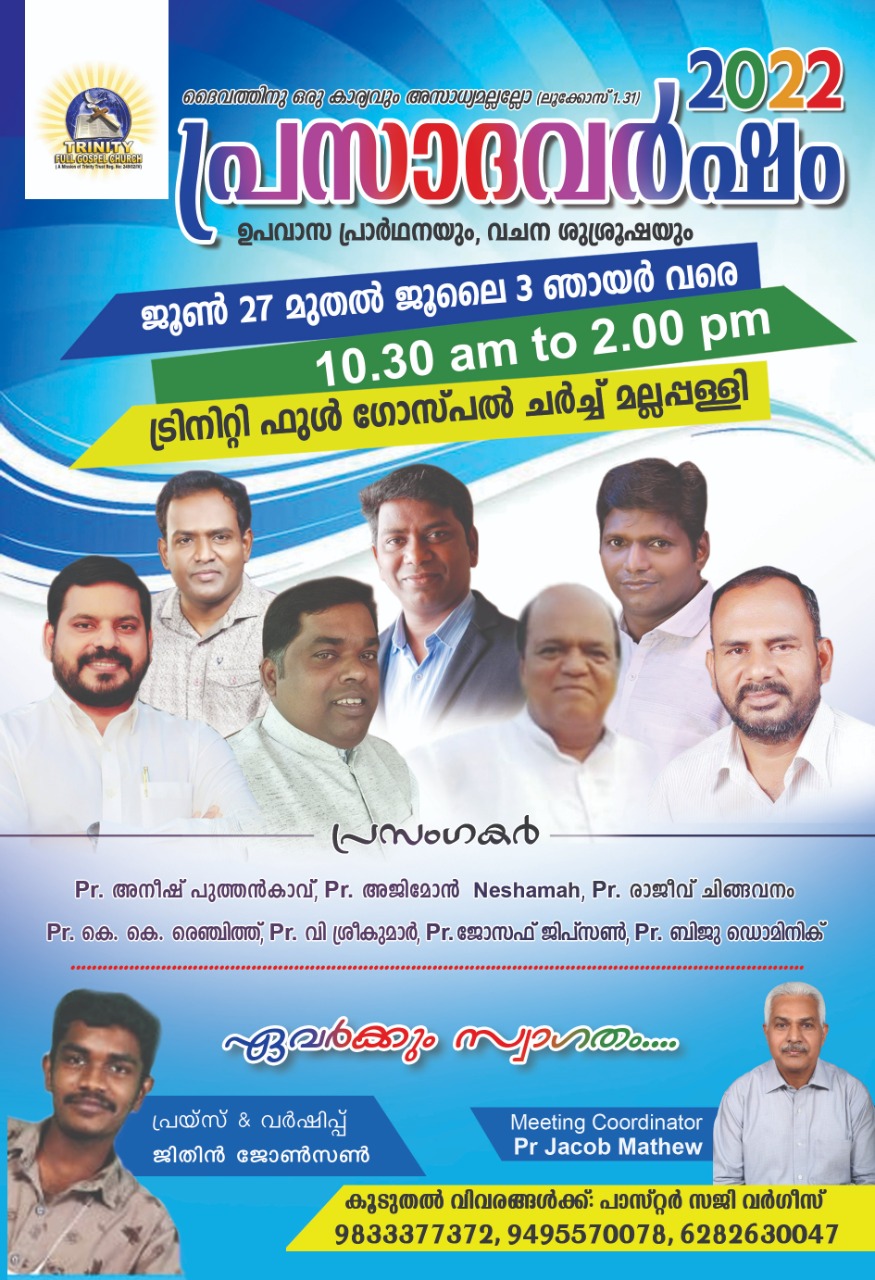 TRINITY
FULL GOSPEL CHURCH
ദൈവത്തിനു ഒരു കാര്യവും അസാധ്യമല്ലല്ലോ (ലൂക്കോസ് 1.31)
2022
പ്രസാദവർഷം
ഉപവാസ പ്രാർഥനയും, വചന ശുശ്രൂഷയും
ജൂൺ 27 മുതൽ ജൂലൈ 3 ഞായർ വരെ
10.30 am to 2.00 pm
ട്രിനിറ്റി ഫുൾ ഗോസ്പൽ ചർച്ച് മല്ലപ്പള്ളി
പ്രസംഗകർ
Pr. അനീഷ് പുത്തൻകാവ്, Pr. അജിമോൻ Neshamah, Pr. രാജീവ് ചിങ്ങവനം
Pr. കെ. കെ. രെഞ്ചിത്ത്, Pr. വി ശ്രീകുമാർ, Pr. ജോസഫ് ജിപ്സൺ, Pr. ബിജു ഡൊമിനിക്
ഏവർക്കും സ്വാഗതം....
പ്രയ്സ് & വർഷിപ്പ്
ജിതിൻ ജോൺസൺ
Meeting Coordinator
Pr Jacob Mathew
കൂടുതൽ വിവരങ്ങൾക്ക്: പാസ്റ്റർ സജി വർഗീസ്
9833377372, 9495570078, 6282630047